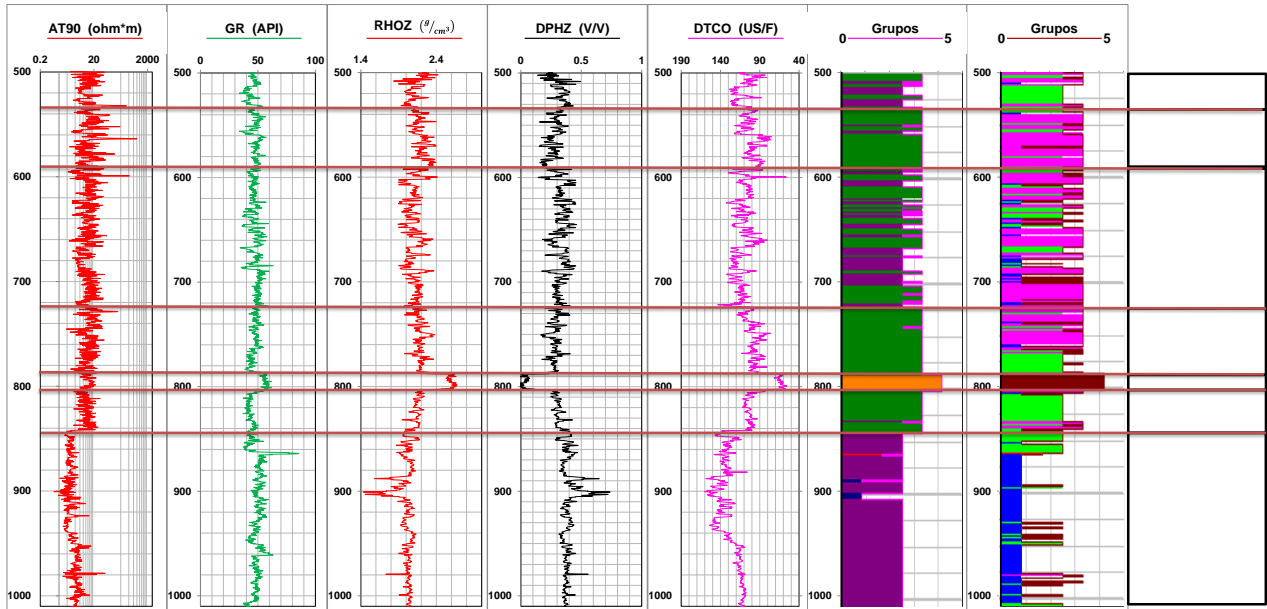 AT90 (ohm*m) GR (API) RHOZ (g/cm³) DPHZ (V/V) DTCO (US/F) Grupos Grupos
0.2 20 2000 0 50 100 1.4 2.4 0 0.5 1 190 140 90 40 0 5 0 5
500 500 500 500 500 500 500
600 600 600 600 600 600 600
700 700 700 700 700 700 700
800 800 800 800 800 800 800
900 900 900 900 900 900 900
1000 1000 1000 1000 1000 1000 1000